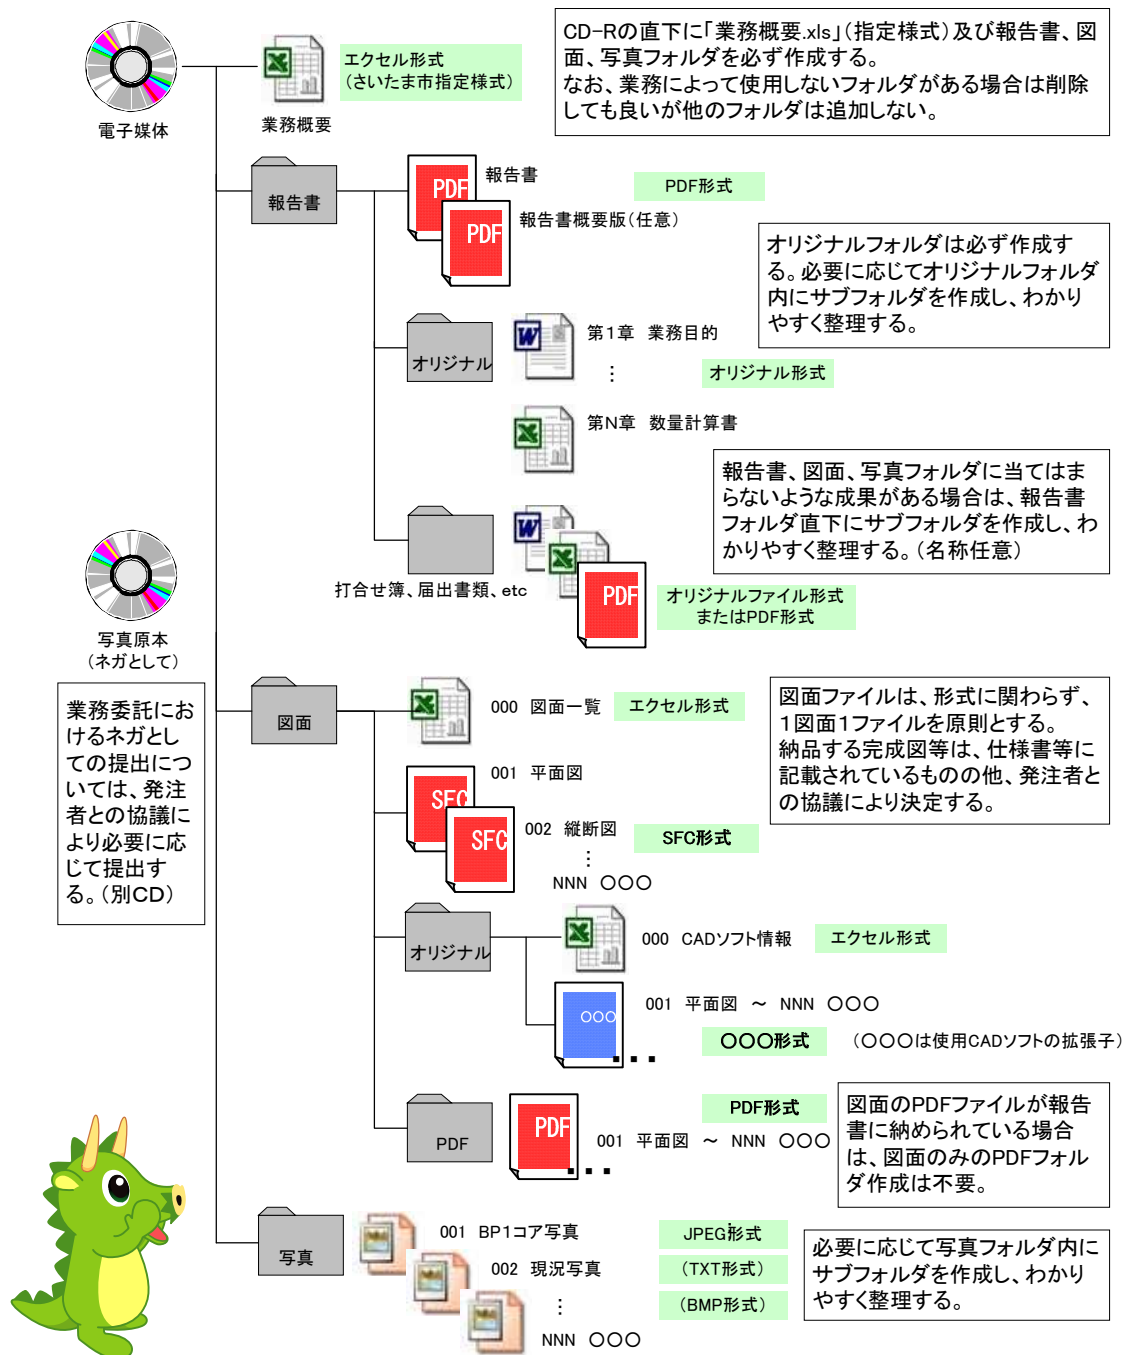 CD-Rの直下に「業務概要.xls」（指定様式）及び報告書、図
面、写真フォルダを必ず作成する。
なお、業務によって使用しないフォルダがある場合は削除
しても良いが他のフォルダは追加しない。
エクセル形式
（さいたま市指定様式）
電子媒体
業務概要
報告書
PDF
報告書
PDF形式
PDF
報告書概要版（任意）
オリジナルフォルダは必ず作成す
る。必要に応じてオリジナルフォルダ
内にサブフォルダを作成し、わかり
やすく整理する。
オリジナル
第1章 業務目的
⋮
オリジナル形式
第N章 数量計算書
報告書、図面、写真フォルダに当てはま
らないような成果がある場合は、報告書
フォルダ直下にサブフォルダを作成し、わ
かりやすく整理する。（名称任意）
打合せ簿、届出書類、etc
PDF
オリジナルファイル形式
またはPDF形式
写真原本
（ネガとして）
業務委託にお
けるネガとし
ての提出につ
いては、発注
者との協議に
より必要に応
じて提出す
る。（別CD）
図面
000 図面一覧
エクセル形式
図面ファイルは、形式に関わらず、
1図面1ファイルを原則とする。
納品する完成図等は、仕様書等に
記載されているものの他、発注者と
の協議により決定する。
001 平面図
SFC
SFC
002 縦断図
SFC形式
⋮
NNN 〇〇〇
オリジナル
000 CADソフト情報
エクセル形式
〇〇〇
001 平面図 ～ NNN 〇〇〇
〇〇〇形式
（〇〇〇は使用CADソフトの拡張子）
PDF
PDF
PDF形式
001 平面図 ～ NNN 〇〇〇
図面のPDFファイルが報告
書に納められている場合
は、図面のみのPDFフォル
ダ作成は不要。
写真
001 BP1コア写真
JPEG形式
002 現況写真
（TXT形式）
⋮
（BMP形式）
NNN 〇〇〇
必要に応じて写真フォルダ内に
サブフォルダを作成し、わかり
やすく整理する。